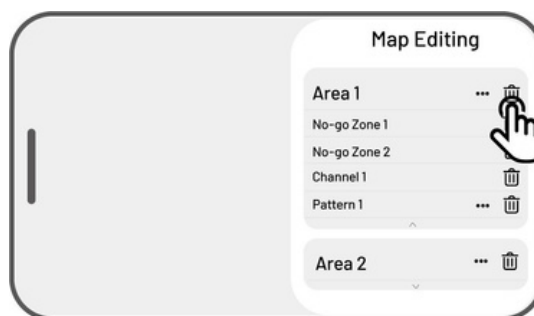 Map Editing
Area 1
No-go Zone 1
No-go Zone 2
Channel 1
Pattern 1
Area 2